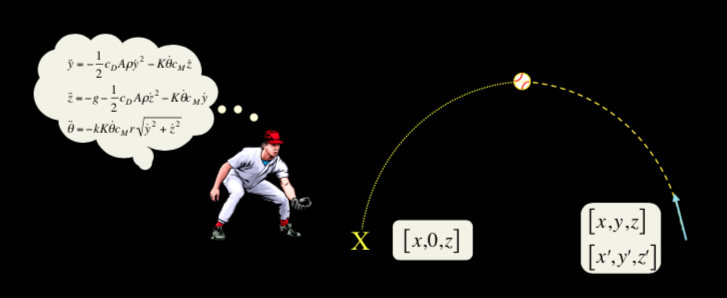 ÿ = -1/2 c_D Aρẏ² - Kθ̇c_M ż
z̈ = -g - 1/2 c_D Aρż² - Kθ̇c_M ẏ
θ̈ = -kKθ̇c_M r√(ẏ² + ż²)
X
[x,0,z]
[x,y,z]
[x′,y′,z′]